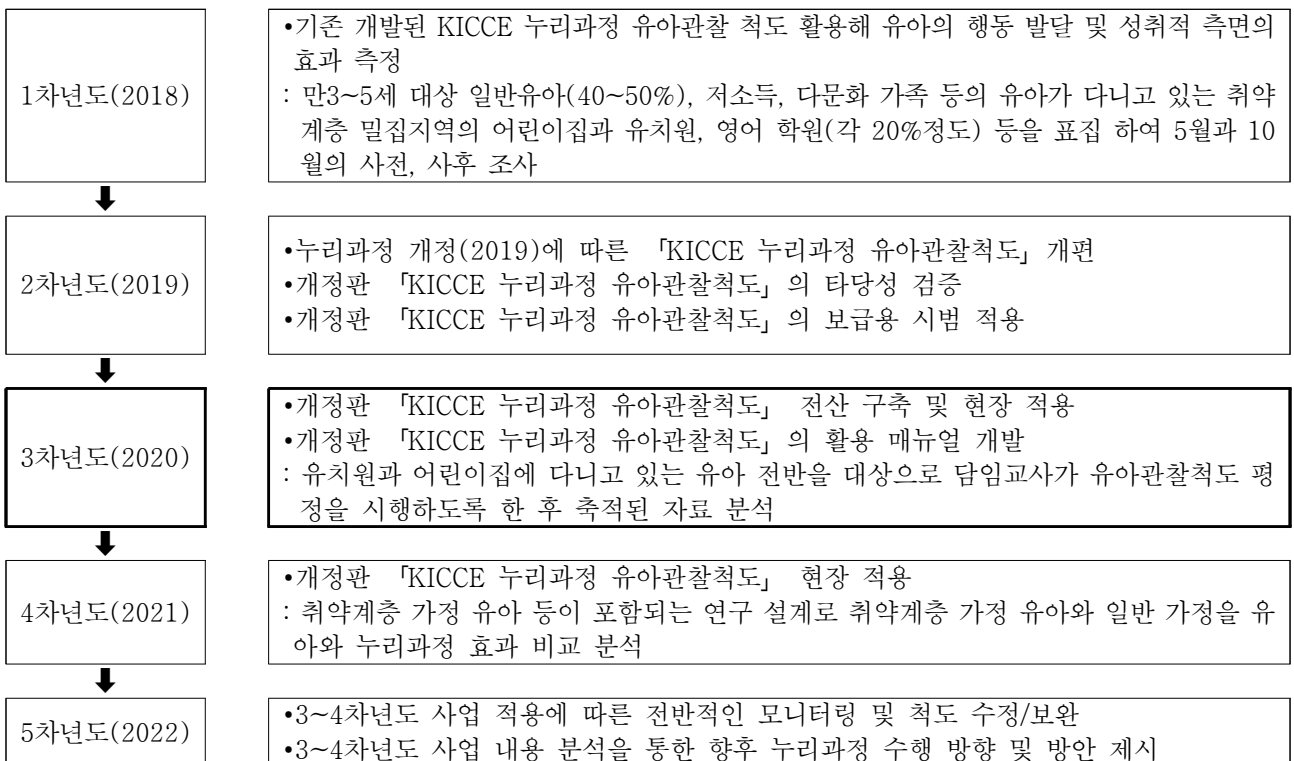 1차년도(2018)
•기존 개발된 KICCE 누리과정 유아관찰 척도 활용해 유아의 행동 발달 및 성취적 측면의
효과 측정
: 만3~5세 대상 일반유아(40~50%), 저소득, 다문화 가족 등의 유아가 다니고 있는 취약
계층 밀집지역의 어린이집과 유치원, 영어 학원(각 20%정도) 등을 표집 하여 5월과 10
월의 사전, 사후 조사
2차년도(2019)
•누리과정 개정(2019)에 따른 「KICCE 누리과정 유아관찰척도」개편
•개정판 「KICCE 누리과정 유아관찰척도」의 타당성 검증
•개정판 「KICCE 누리과정 유아관찰척도」의 보급용 시범 적용
3차년도(2020)
•개정판 「KICCE 누리과정 유아관찰척도」 전산 구축 및 현장 적용
•개정판 「KICCE 누리과정 유아관찰척도」의 활용 매뉴얼 개발
: 유치원과 어린이집에 다니고 있는 유아 전반을 대상으로 담임교사가 유아관찰척도 평
정을 시행하도록 한 후 축적된 자료 분석
4차년도(2021)
•개정판 「KICCE 누리과정 유아관찰척도」 현장 적용
: 취약계층 가정 유아 등이 포함되는 연구 설계로 취약계층 가정 유아와 일반 가정을 유
아와 누리과정 효과 비교 분석
5차년도(2022)
•3~4차년도 사업 적용에 따른 전반적인 모니터링 및 척도 수정/보완
•3~4차년도 사업 내용 분석을 통한 향후 누리과정 수행 방향 및 방안 제시